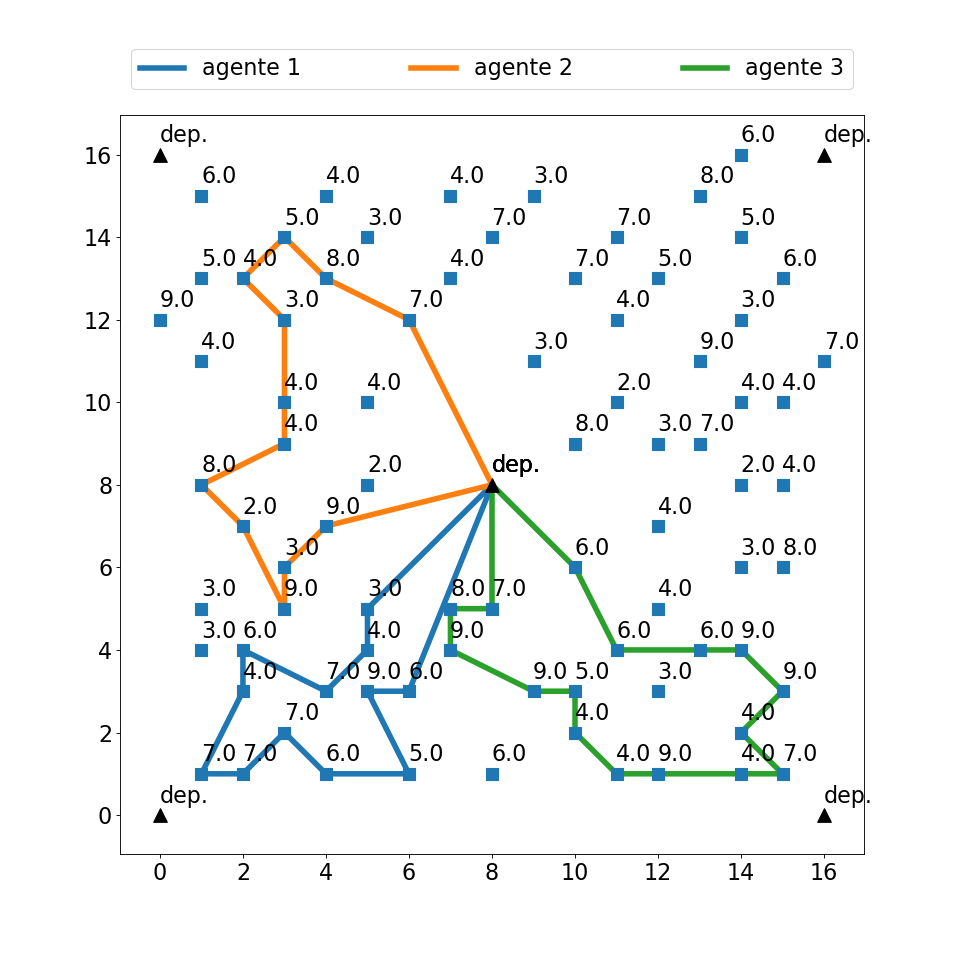 agente 1 agente 2 agente 3
dep. 6.0 dep.
16
6.0 4.0 4.0 3.0 8.0
5.0 3.0 7.0 7.0 5.0
14
5.0 4.0 8.0 4.0 7.0 5.0 6.0
9.0 3.0 7.0 4.0 3.0
12
4.0 3.0 9.0 7.0
4.0 4.0 2.0 4.0 4.0
10
4.0 8.0 3.0 7.0
8.0 2.0 dep. 2.0 4.0
8
2.0 9.0 4.0
3.0 6.0 3.0 8.0
6
3.0 9.0 3.0 8.0 7.0 4.0
3.0 6.0 4.0 9.0 6.0 6.0 9.0
4
4.0 7.0 9.0 6.0 9.0 5.0 3.0 9.0
7.0 4.0 4.0
2
7.0 7.0 6.0 5.0 6.0 4.0 9.0 4.0 7.0
dep. dep.
0
0 2 4 6 8 10 12 14 16